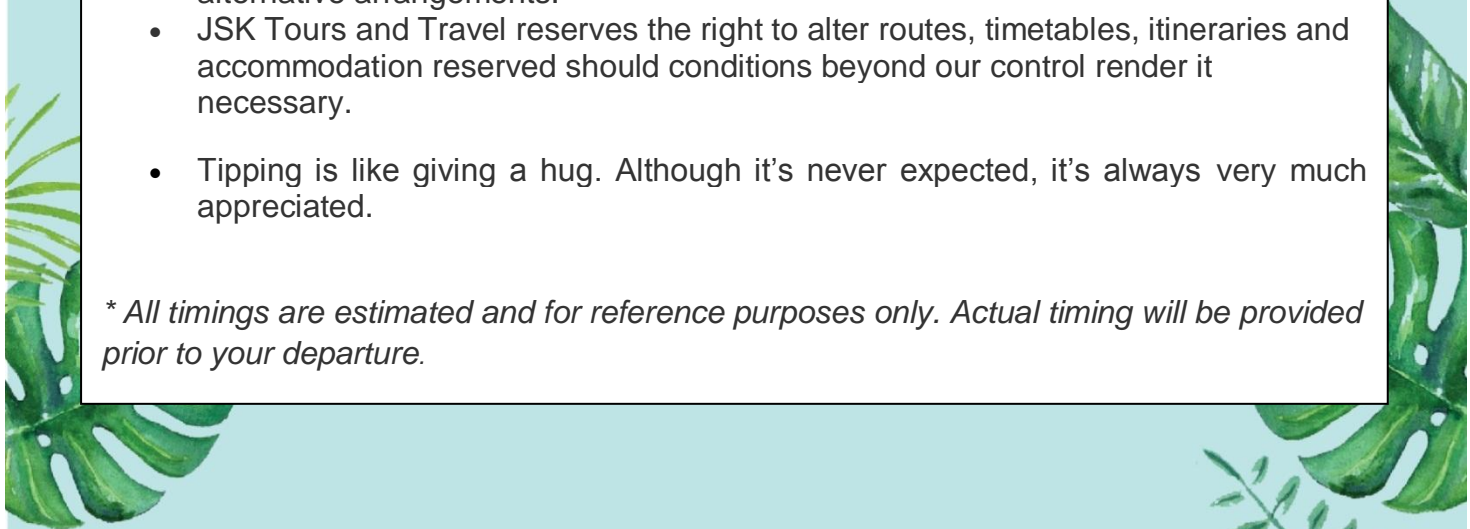 alternative arrangements.
• JSK Tours and Travel reserves the right to alter routes, timetables, itineraries and
accommodation reserved should conditions beyond our control render it
necessary.
• Tipping is like giving a hug. Although it’s never expected, it’s always very much
appreciated.
* All timings are estimated and for reference purposes only. Actual timing will be provided
prior to your departure.